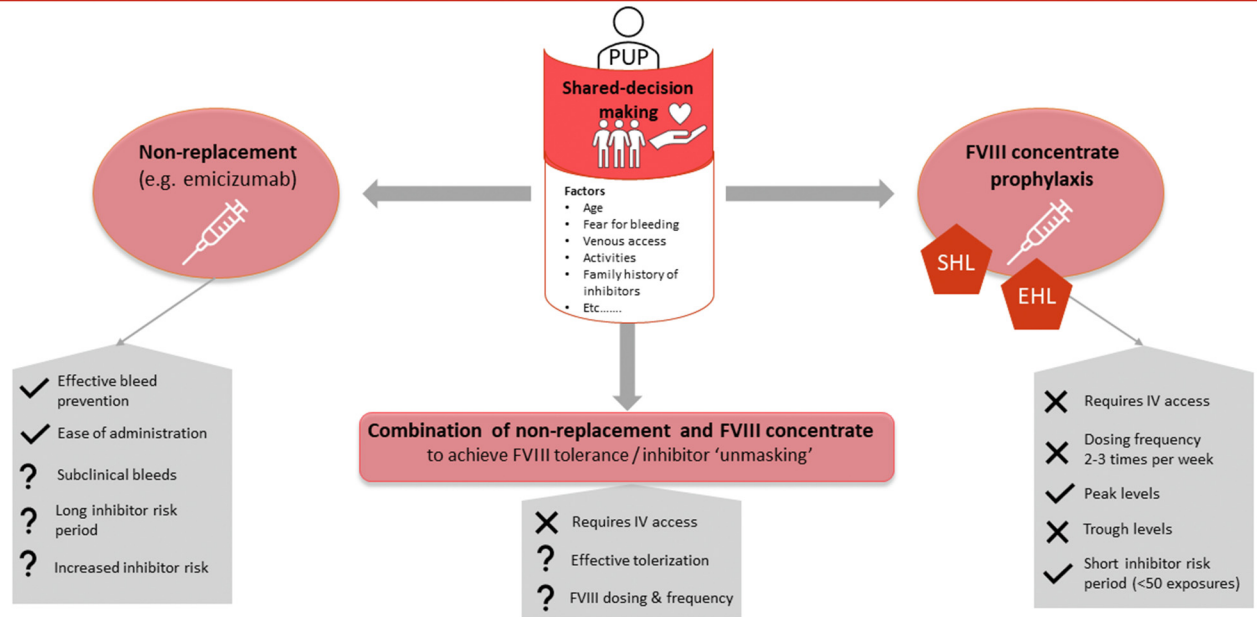 PUP
Shared-decision
making
Factors
• Age
• Fear for bleeding
• Venous access
• Activities
• Family history of
inhibitors
• Etc.......
Non-replacement
(e.g. emicizumab)
✓ Effective bleed
prevention
✓ Ease of administration
? Subclinical bleeds
? Long inhibitor risk
period
? Increased inhibitor risk
Combination of non-replacement and FVIII concentrate
to achieve FVIII tolerance/inhibitor ‘unmasking’
✕ Requires IV access
? Effective tolerization
? FVIII dosing & frequency
FVIII concentrate
prophylaxis
SHL
EHL
✕ Requires IV access
✕ Dosing frequency
2-3 times per week
✓ Peak levels
✕ Trough levels
✓ Short inhibitor risk
period (<50 exposures)